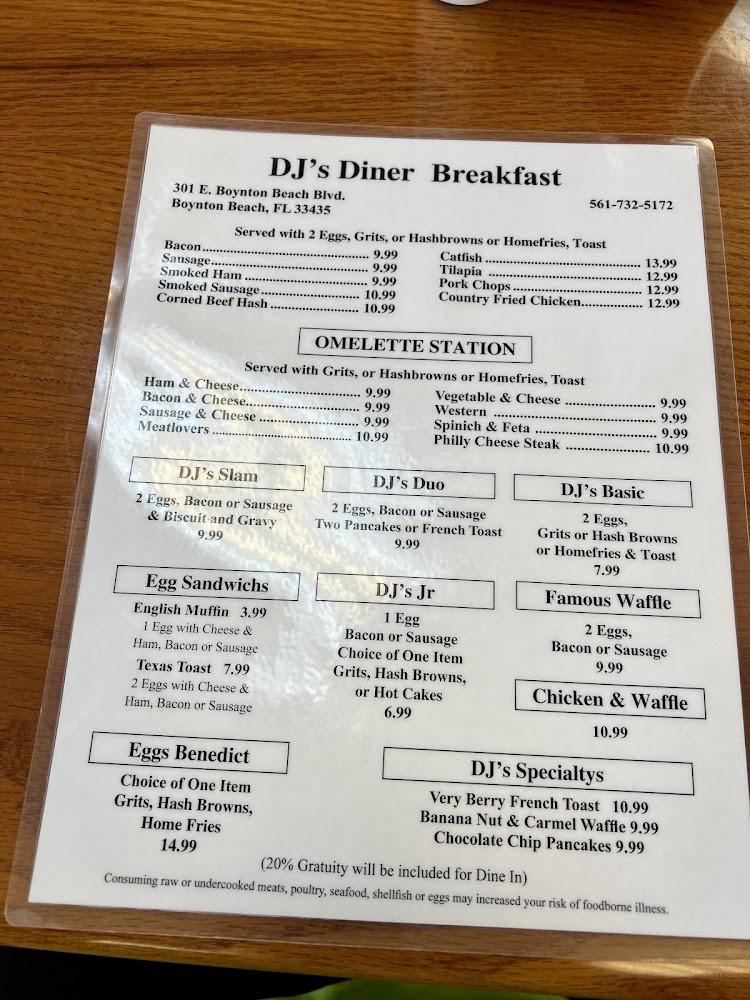 DJ's Diner Breakfast
301 E. Boynton Beach Blvd.
Boynton Beach, FL 33435
561-732-5172
Served with 2 Eggs, Grits, or Hashbrowns or Homefries, Toast
Bacon 9.99
Sausage 9.99
Smoked Ham 9.99
Smoked Sausage 10.99
Corned Beef Hash 10.99
Catfish 13.99
Tilapia 12.99
Pork Chops 12.99
Country Fried Chicken 12.99
OMELETTE STATION
Served with Grits, or Hashbrowns or Homefries, Toast
Ham & Cheese 9.99
Bacon & Cheese 9.99
Sausage & Cheese 9.99
Meatlovers 10.99
Vegetable & Cheese 9.99
Western 9.99
Spinich & Feta 9.99
Philly Cheese Steak 10.99
DJ's Slam
2 Eggs, Bacon or Sausage
& Biscuit and Gravy
9.99
DJ's Duo
2 Eggs, Bacon or Sausage
Two Pancakes or French Toast
9.99
DJ's Basic
2 Eggs,
Grits or Hash Browns
or Homefries & Toast
7.99
Egg Sandwichs
English Muffin 3.99
1 Egg with Cheese &
Ham, Bacon or Sausage
Texas Toast 7.99
2 Eggs with Cheese &
Ham, Bacon or Sausage
DJ's Jr
1 Egg
Bacon or Sausage
Choice of One Item
Grits, Hash Browns,
or Hot Cakes
6.99
Famous Waffle
2 Eggs,
Bacon or Sausage
9.99
Chicken & Waffle
10.99
Eggs Benedict
Choice of One Item
Grits, Hash Browns,
Home Fries
14.99
DJ's Specialtys
Very Berry French Toast 10.99
Banana Nut & Carmel Waffle 9.99
Chocolate Chip Pancakes 9.99
(20% Gratuity will be included for Dine In)
Consuming raw or undercooked meats, poultry, seafood, shellfish or eggs may increased your risk of foodborne illness.